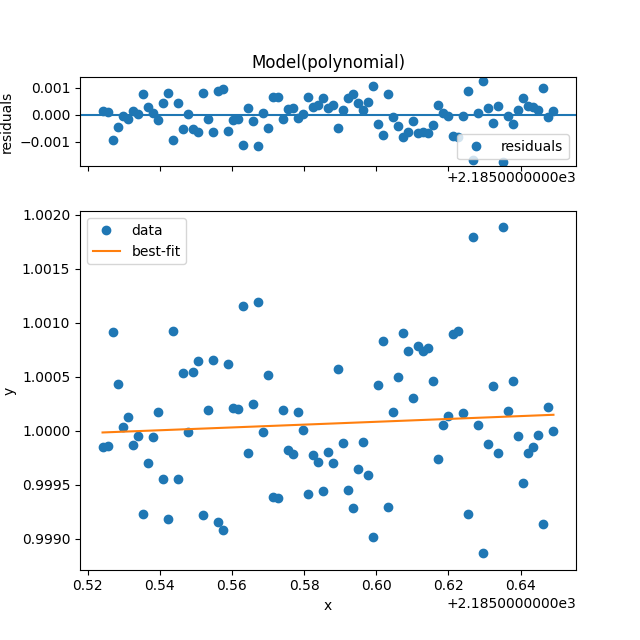 Model(polynomial)
0.001
0.000
−0.001
residuals
residuals
+2.1850000000e3
1.0020
1.0015
1.0010
1.0005
1.0000
0.9995
0.9990
y
data
best-fit
0.52 0.54 0.56 0.58 0.60 0.62 0.64
x
+2.1850000000e3